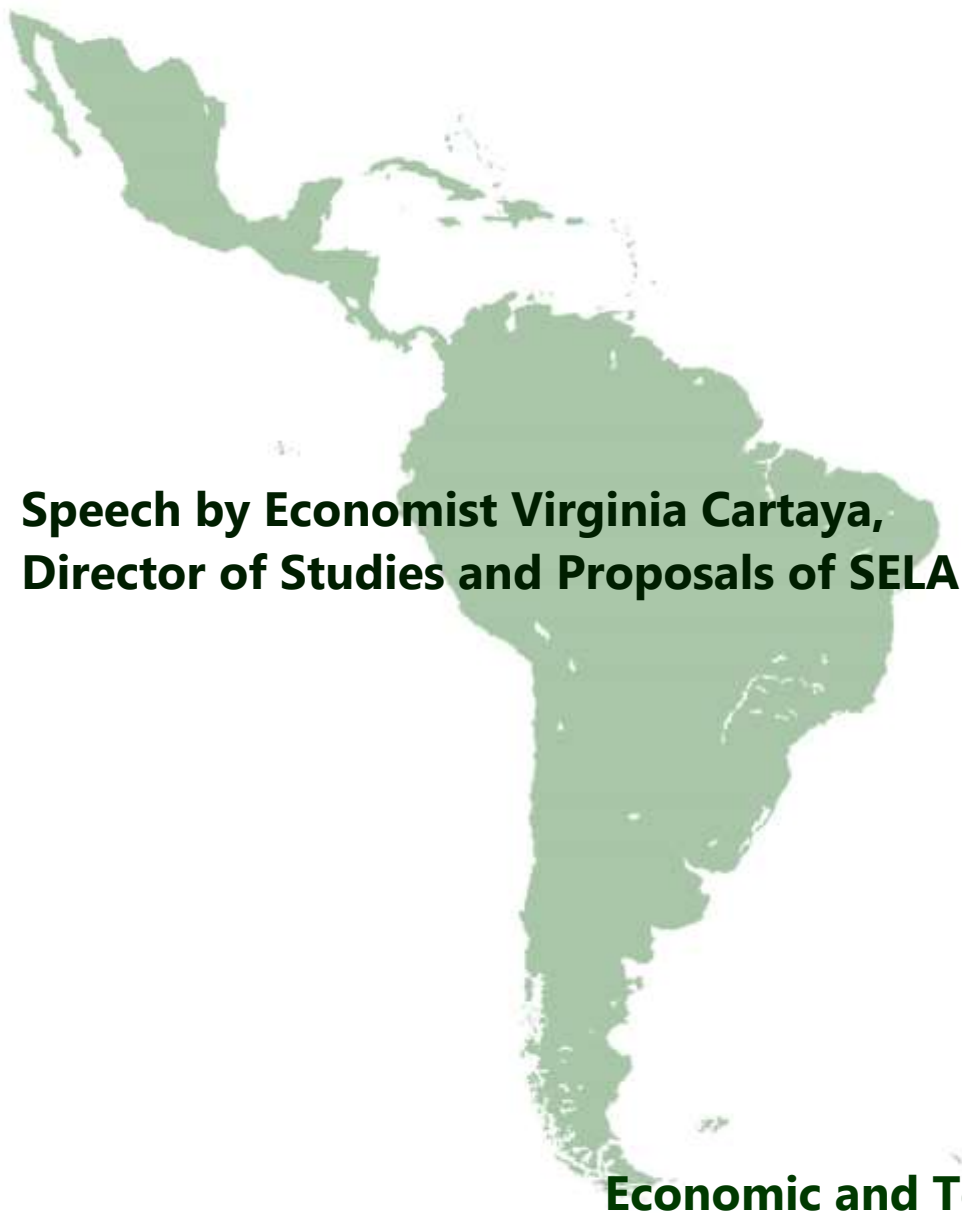 Speech by Economist Virginia Cartaya,
Director of Studies and Proposals of SELA
Economic and T